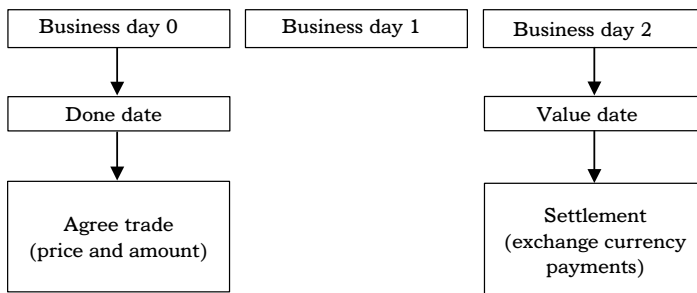 Business day 0
Business day 1
Business day 2
Done date
Value date
Agree trade
(price and amount)
Settlement
(exchange currency
payments)